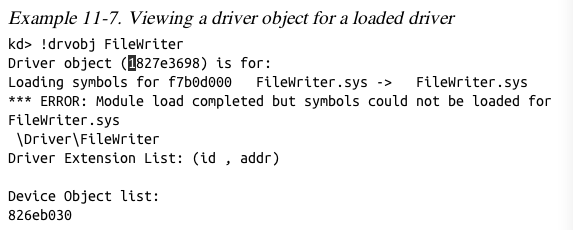 Example 11-7. Viewing a driver object for a loaded driver
kd> !drvobj FileWriter
Driver object (1827e3698) is for:
Loading symbols for f7b0d000 FileWriter.sys -> FileWriter.sys
*** ERROR: Module load completed but symbols could not be loaded for
FileWriter.sys
\Driver\FileWriter
Driver Extension List: (id , addr)
Device Object list:
826eb030